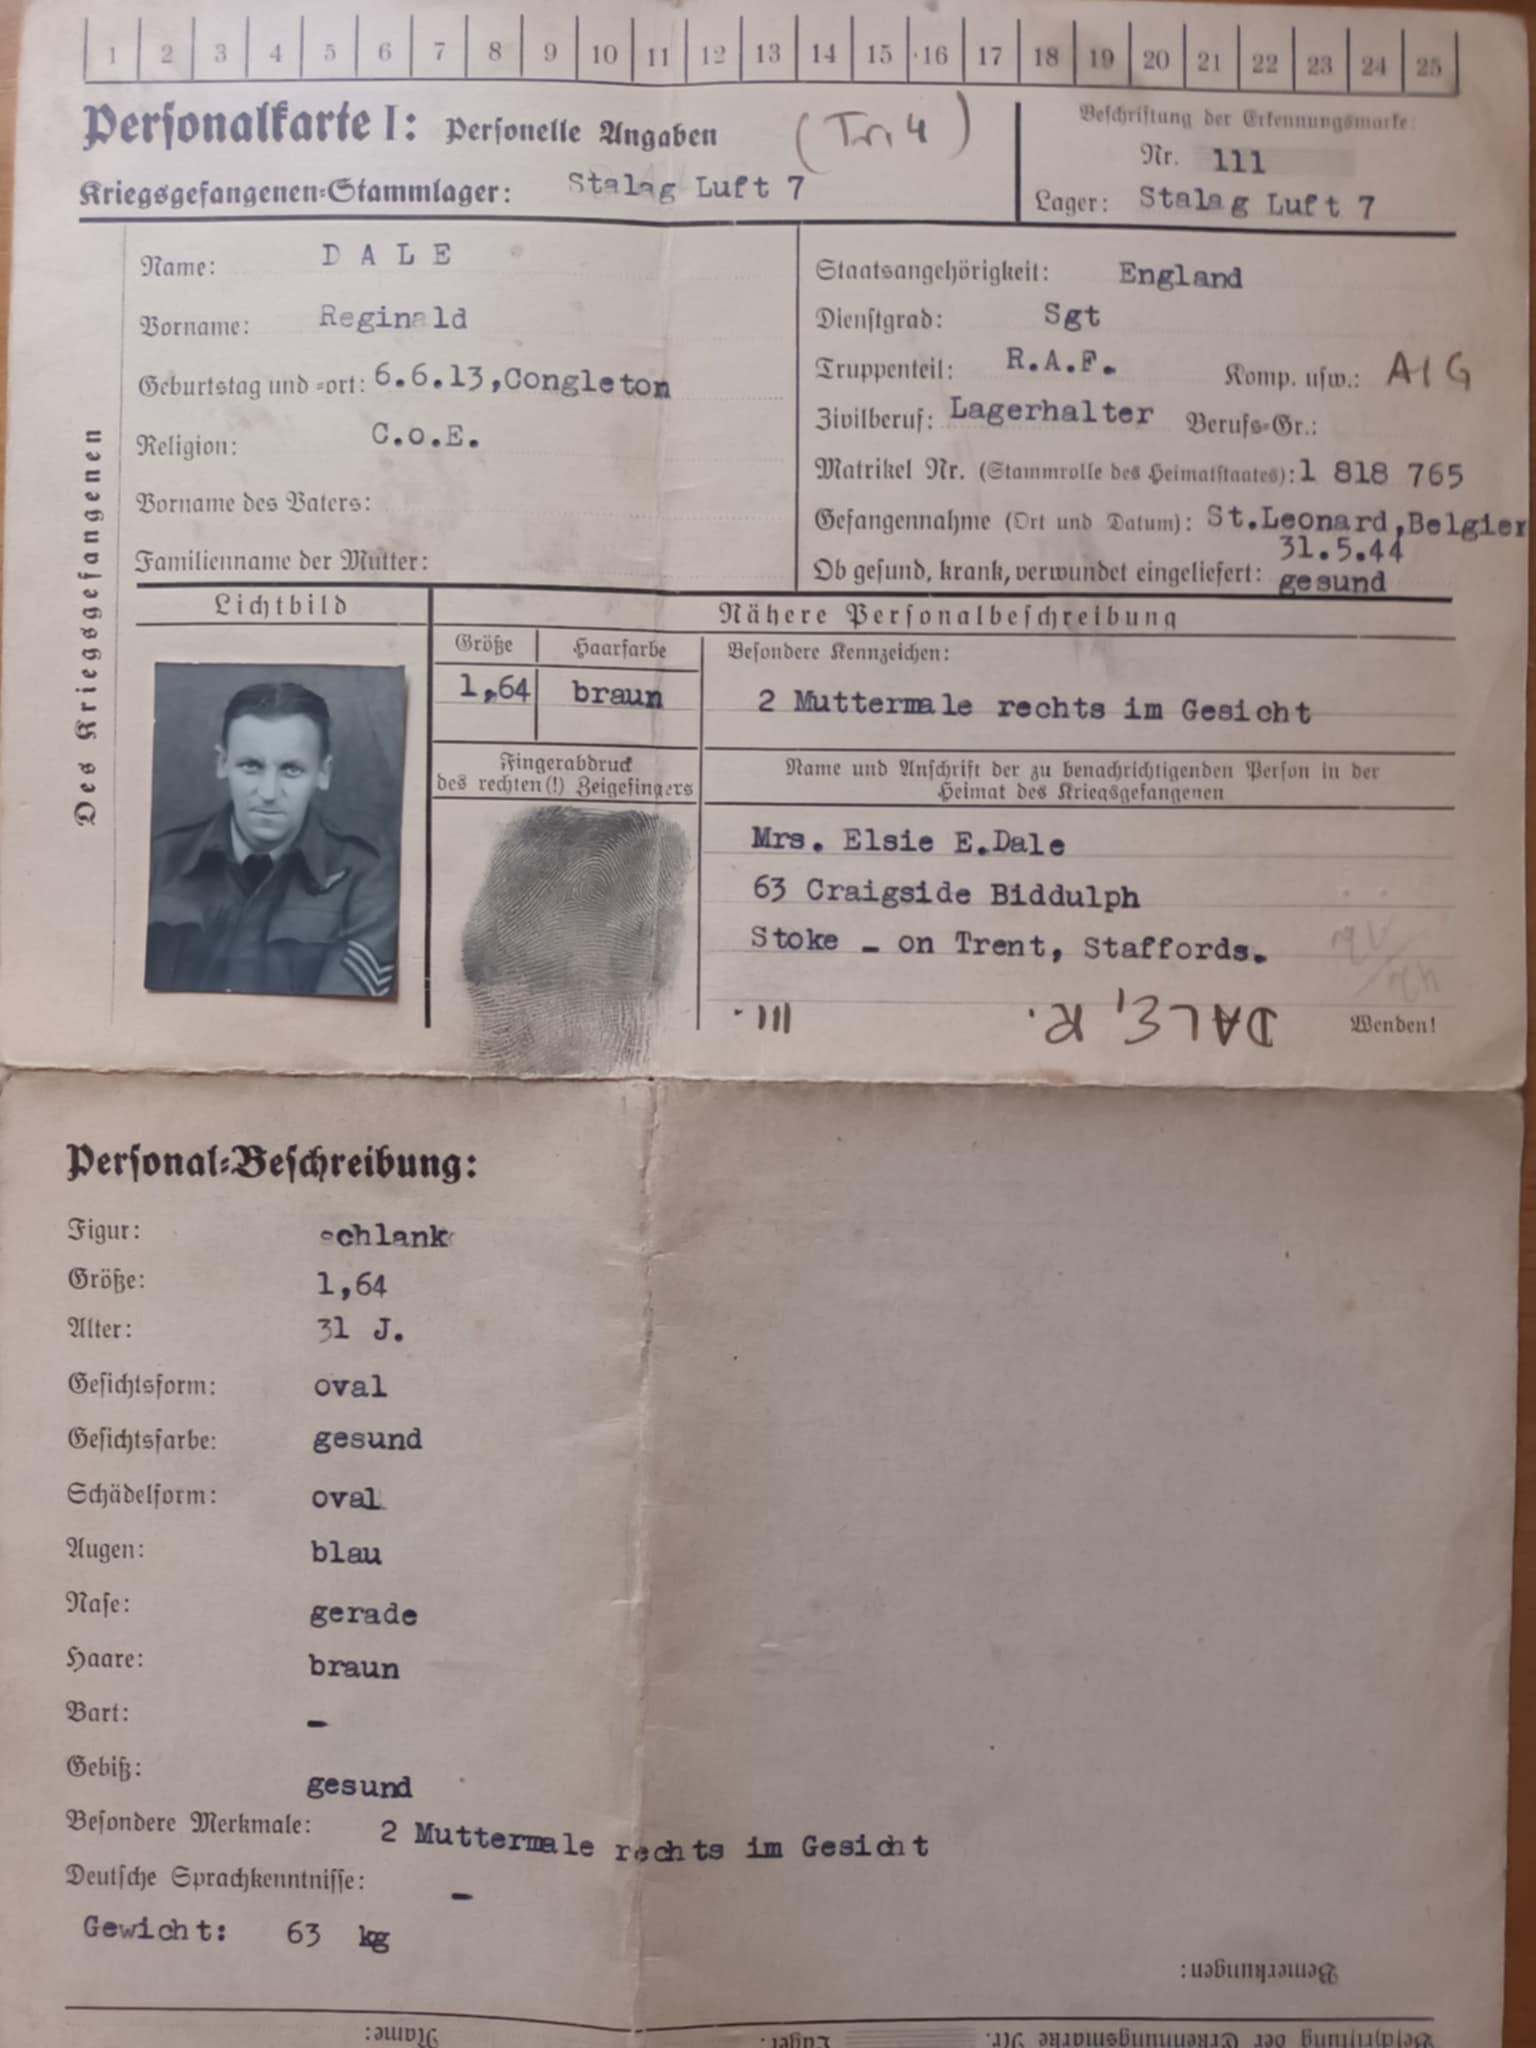 1 2 3 4 5 6 7 8 9 10 11 12 13 14 15 16 17 18 19 20 21 22 23 24 25
Personalkarte I: Personelle Angaben
(Tr. 4)
Kriegsgefangenen=Stammlager: Stalag Luft 7
Beschriftung der Erkennungsmarke:
Nr. 111
Lager: Stalag Luft 7
Des Kriegsgefangenen
Name: DALE
Vorname: Reginald
Geburtstag und =ort: 6.6.13,Congleton
Religion: C.o.E.
Vorname des Vaters:
Familienname der Mutter:
Staatsangehörigkeit: England
Dienstgrad: Sgt
Truppenteil: R.A.F. Komp. usw.: A/G
Zivilberuf: Lagerhalter Berufs=Gr.:
Matrikel Nr. (Stammrolle des Heimatstaates): 1 818 765
Gefangennahme (Ort und Datum): St.Leonard,Belgien
31.5.44
Ob gesund, krank, verwundet eingeliefert: gesund
Lichtbild
Nähere Personalbeschreibung
Größe Haarfarbe Besondere Kennzeichen:
1,64 braun 2 Muttermale rechts im Gesicht
Fingerabdruck
des rechten(!) Zeigefingers
Name und Anschrift der zu benachrichtigenden Person in der
Heimat des Kriegsgefangenen
Mrs. Elsie E.Dale
63 Craigside Biddulph
Stoke - on Trent, Staffords.
DALE, R. 111.
Wenden!
Personal=Beschreibung:
Figur: schlank
Größe: 1,64
Alter: 31 J.
Gesichtsform: oval
Gesichtsfarbe: gesund
Schädelform: oval
Augen: blau
Nase: gerade
Haare: braun
Bart: -
Gebiß: gesund
Besondere Merkmale: 2 Muttermale rechts im Gesicht
Deutsche Sprachkenntnisse: -
Gewicht: 63 kg
Bemerkungen:
Beschriftung der Erkennungsmarke Nr. Lager: Name: